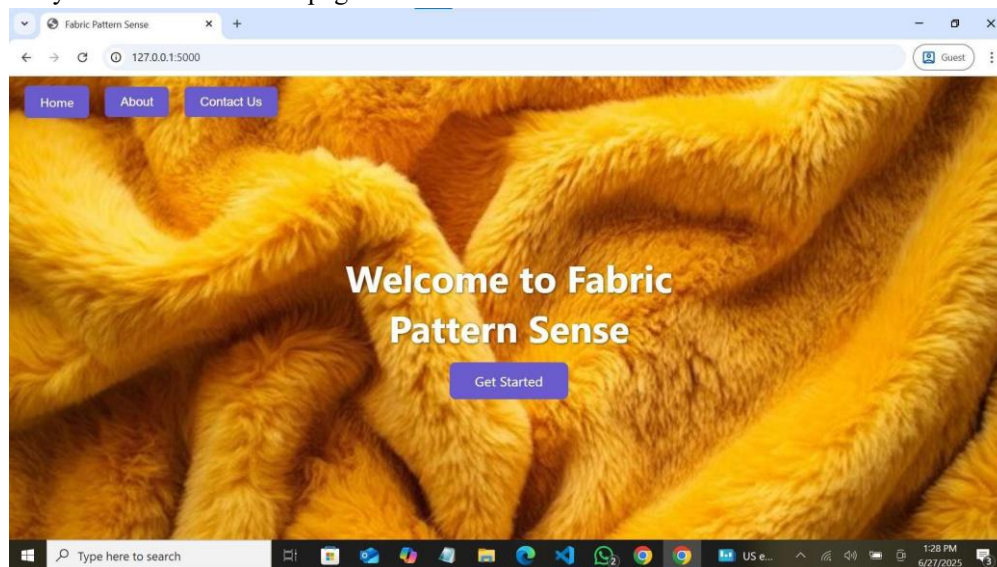 Fabric Pattern Sense
127.0.0.1:5000
Guest
Home About Contact Us
Welcome to Fabric
Pattern Sense
Get Started
Type here to search
US e...
1:28 PM
6/27/2025